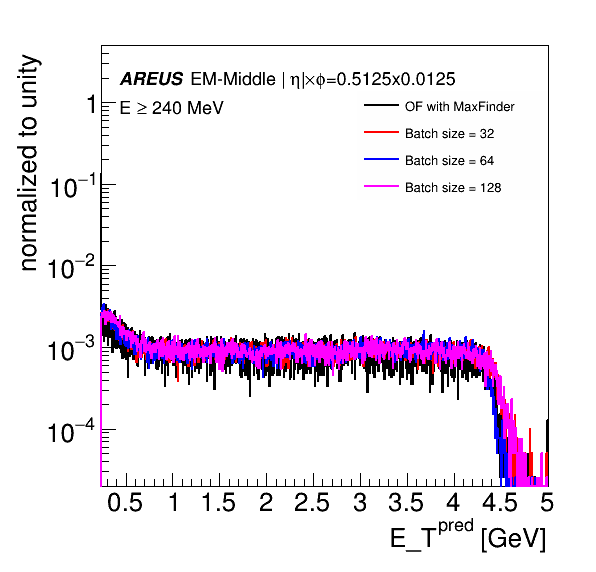 normalized to unity
AREUS EM-Middle | η|×ϕ=0.5125x0.0125
E ≥ 240 MeV
OF with MaxFinder
Batch size = 32
Batch size = 64
Batch size = 128
1
10⁻¹
10⁻²
10⁻³
10⁻⁴
0.5 1 1.5 2 2.5 3 3.5 4 4.5 5
E_T^pred [GeV]